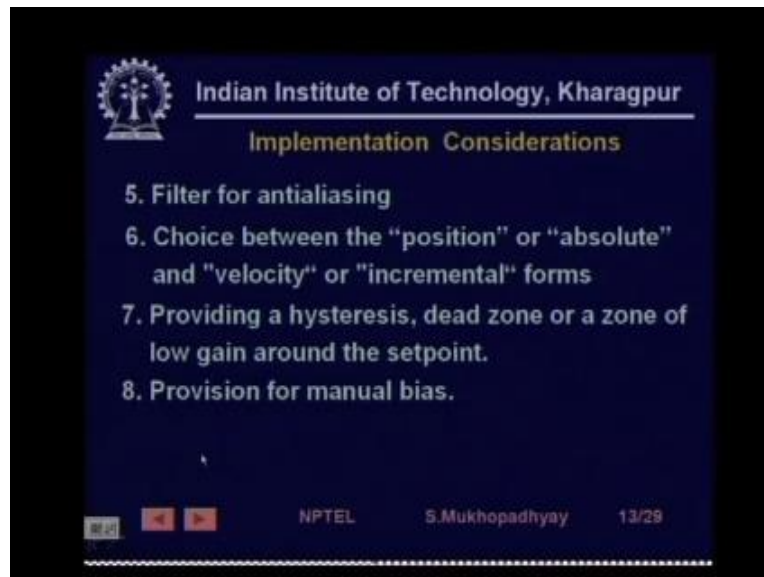 Indian Institute of Technology, Kharagpur
Implementation Considerations
5. Filter for antialiasing
6. Choice between the “position” or “absolute”
and "velocity“ or "incremental“ forms
7. Providing a hysteresis, dead zone or a zone of
low gain around the setpoint.
8. Provision for manual bias.
NPTEL S.Mukhopadhyay 13/29